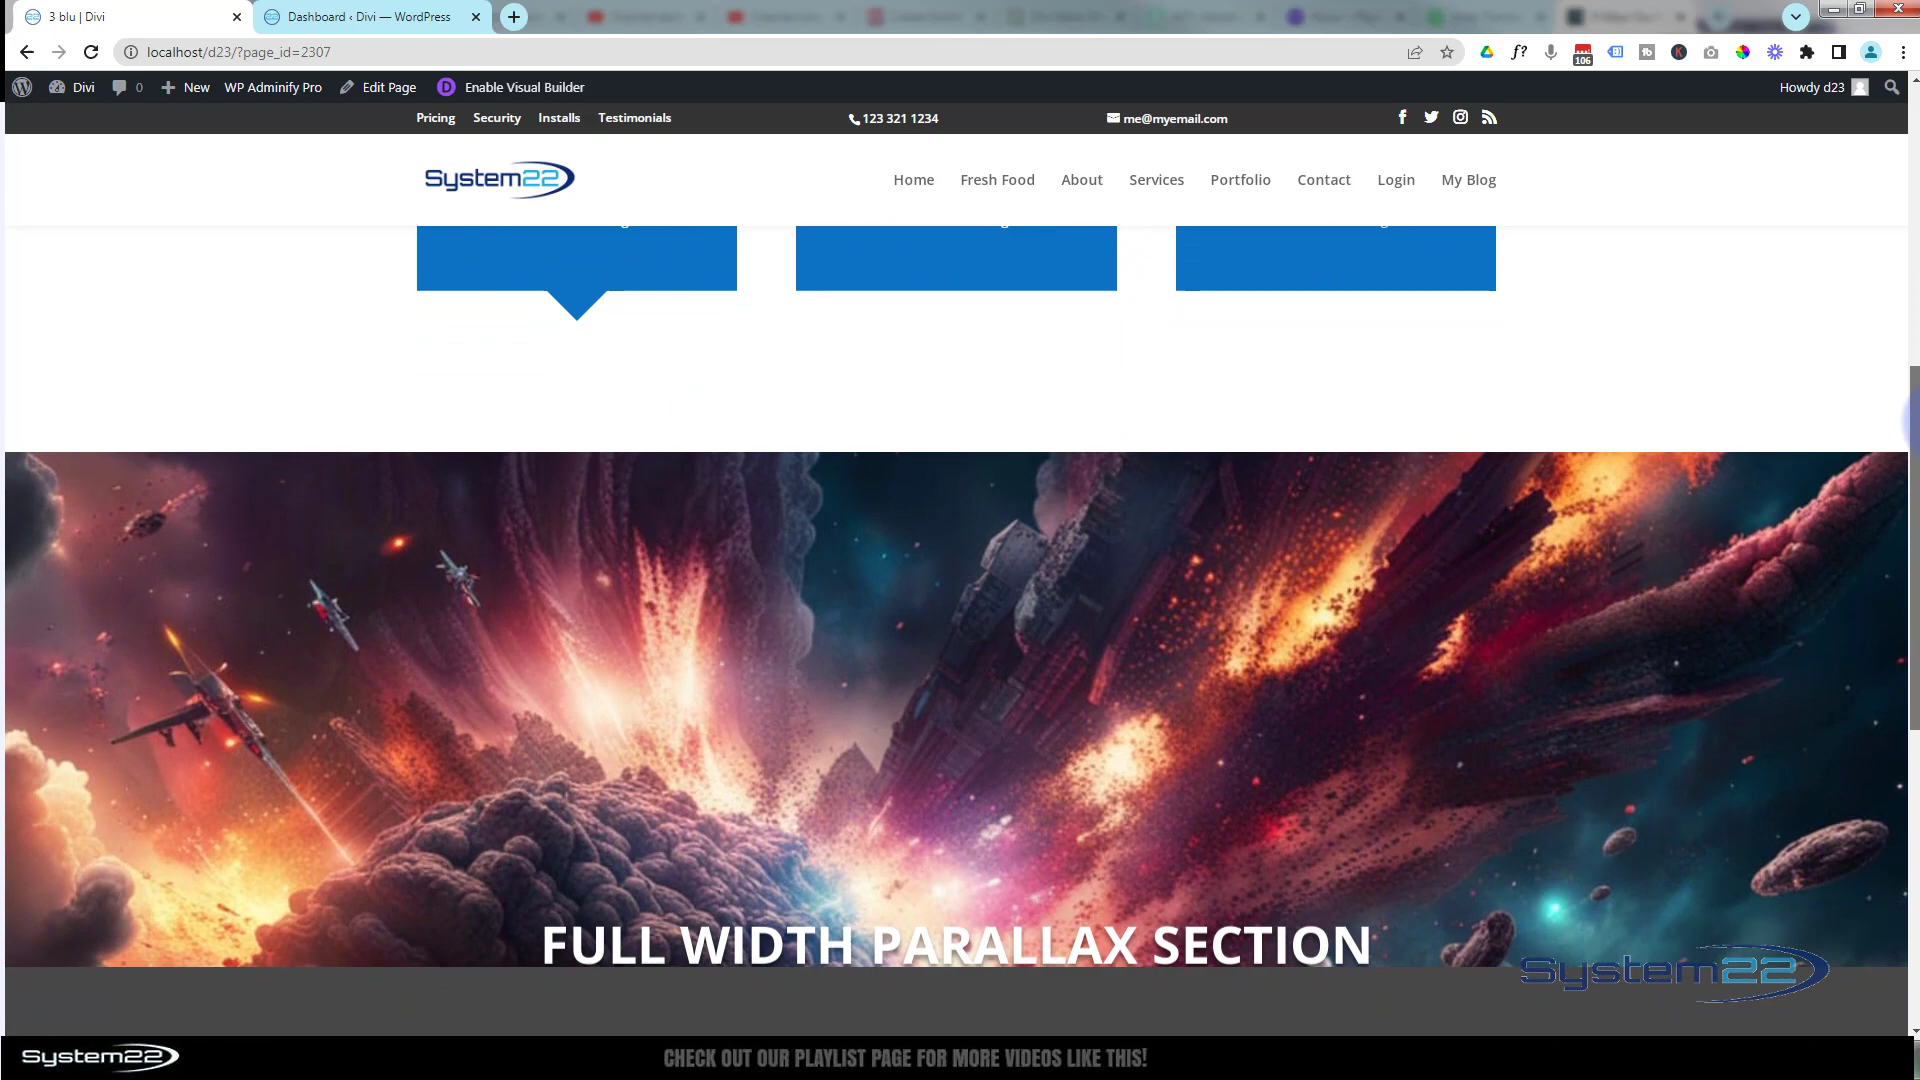 3 blu | Divi
Dashboard ‹ Divi — WordPress
localhost/d23/?page_id=2307
106
Divi 0 New WP Adminify Pro Edit Page Enable Visual Builder Howdy d23
Pricing Security Installs Testimonials 123 321 1234 me@myemail.com
System22 Home Fresh Food About Services Portfolio Contact Login My Blog
FULL WIDTH PARALLAX SECTION
System22
System22 CHECK OUT OUR PLAYLIST PAGE FOR MORE VIDEOS LIKE THIS!